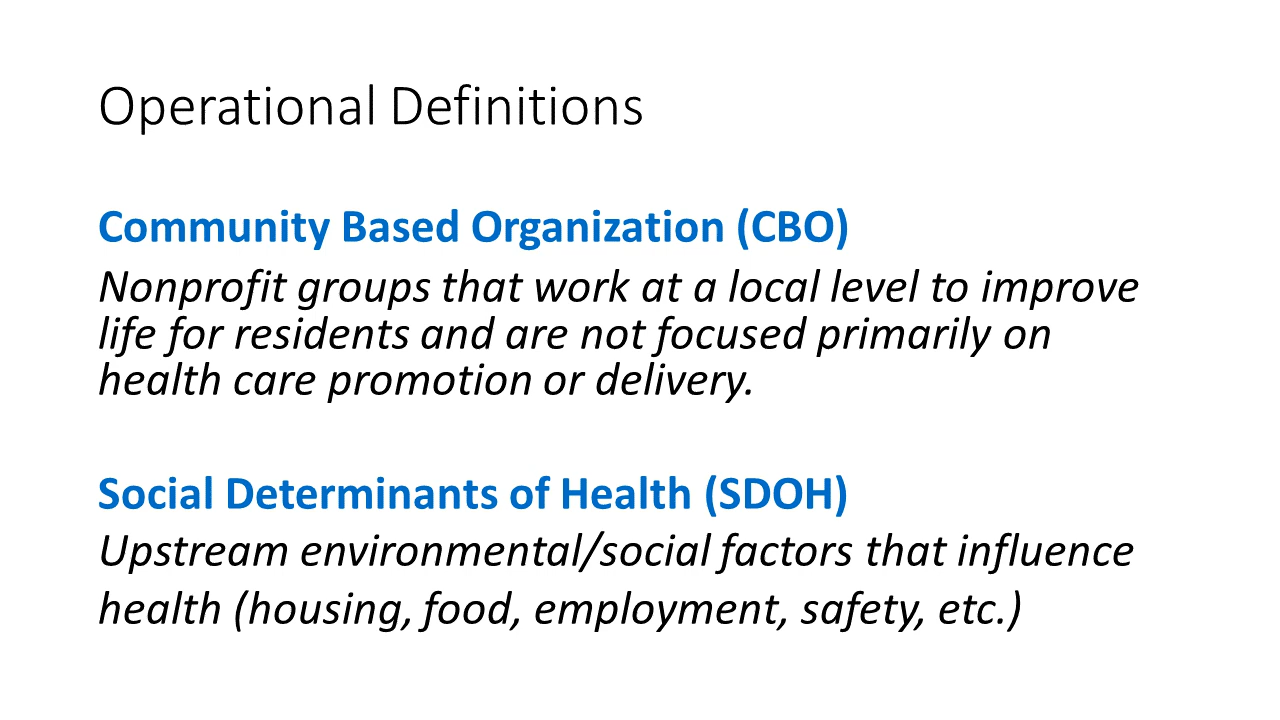 Operational Definitions
Community Based Organization (CBO)
Nonprofit groups that work at a local level to improve
life for residents and are not focused primarily on
health care promotion or delivery.
Social Determinants of Health (SDOH)
Upstream environmental/social factors that influence
health (housing, food, employment, safety, etc.)